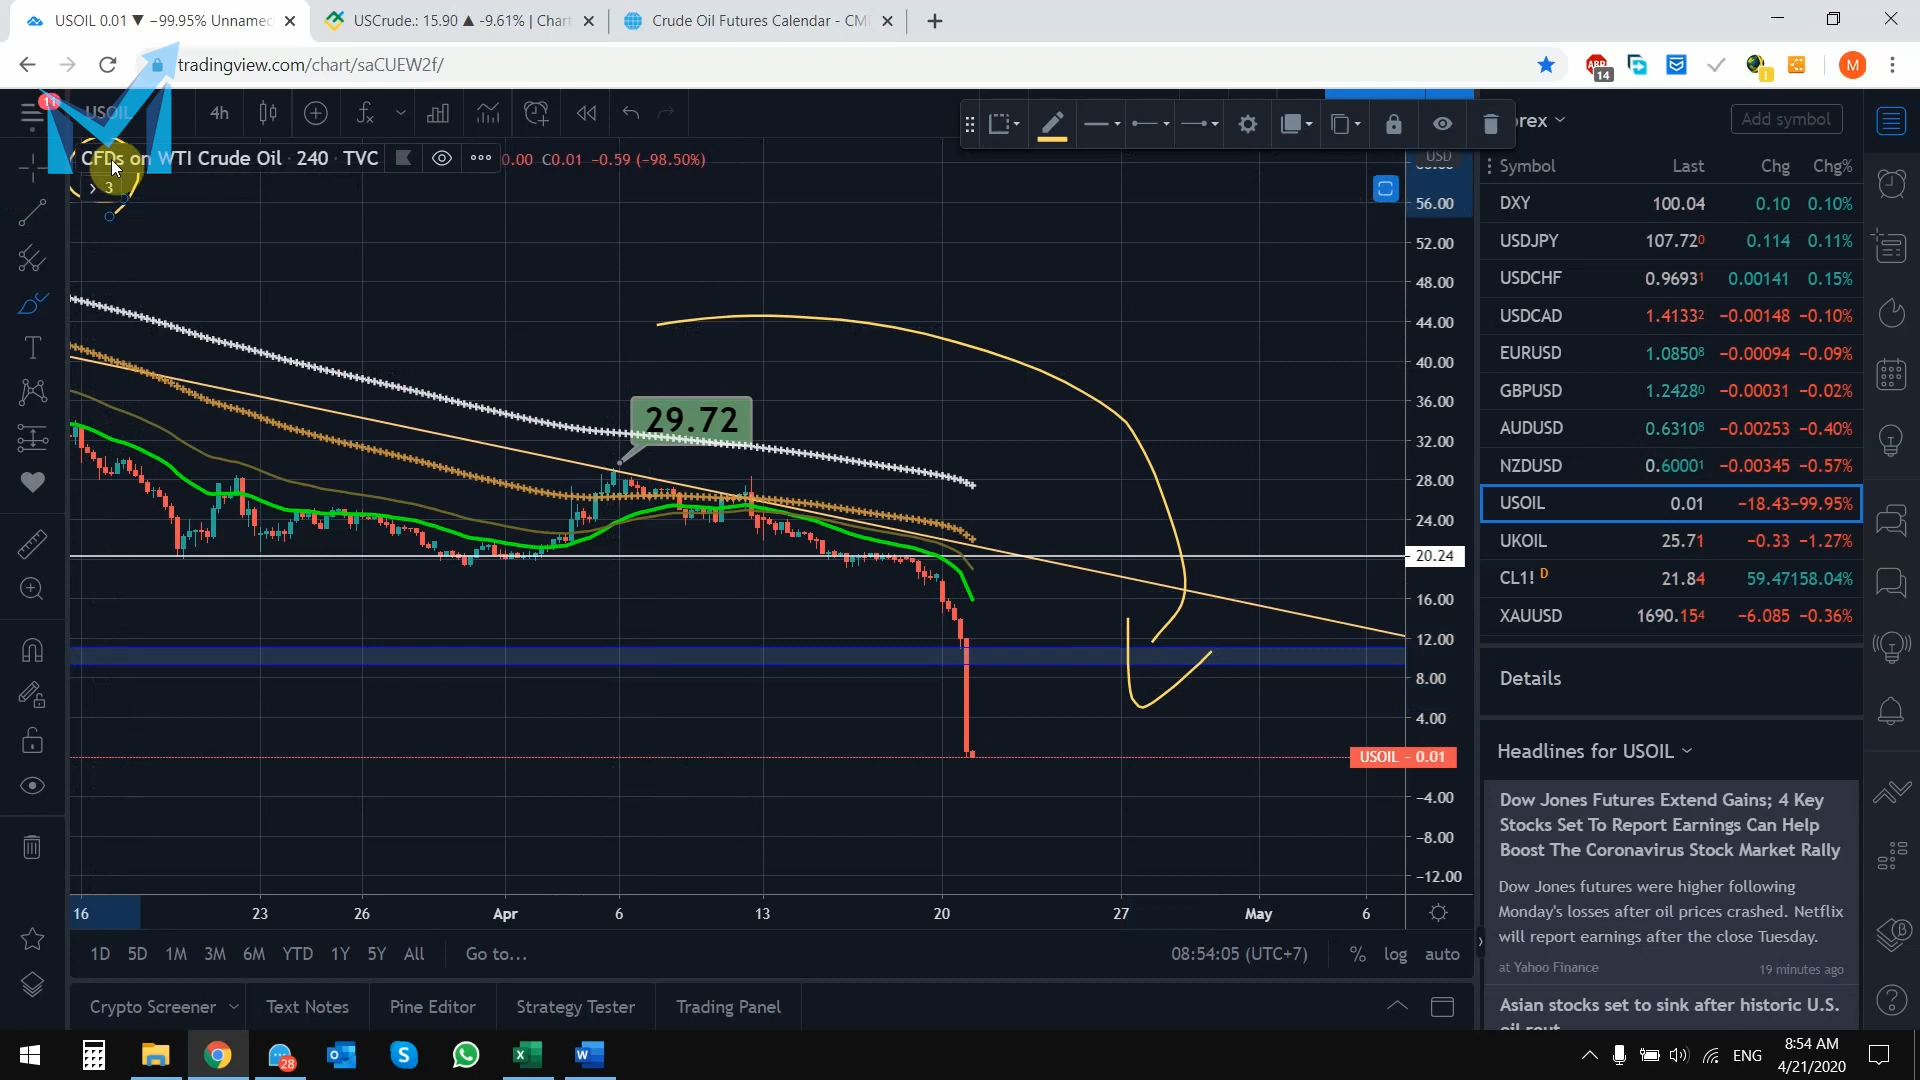 USOIL 0.01 ▼ −99.95% Unnamed
USCrude.: 15.90 ▲ -9.61% | Chart
Crude Oil Futures Calendar - CM
tradingview.com/chart/saCUEW2f/
14
1
M
11
USOIL
4h
Add symbol
CFDs on WTI Crude Oil · 240 · TVC
0.00 C0.01 −0.59 (−98.50%)
3
USD
56.00
52.00
48.00
44.00
40.00
36.00
32.00
28.00
24.00
20.24
16.00
12.00
8.00
4.00
USOIL - 0.01
−4.00
−8.00
−12.00
29.72
16 23 26 Apr 6 13 20 27 May 6
1D 5D 1M 3M 6M YTD 1Y 5Y All Go to...
08:54:05 (UTC+7) % log auto
Crypto Screener Text Notes Pine Editor Strategy Tester Trading Panel
Symbol Last Chg Chg%
DXY 100.04 0.10 0.10%
USDJPY 107.720 0.114 0.11%
USDCHF 0.96931 0.00141 0.15%
USDCAD 1.41332 −0.00148 −0.10%
EURUSD 1.08508 −0.00094 −0.09%
GBPUSD 1.24280 −0.00031 −0.02%
AUDUSD 0.63108 −0.00253 −0.40%
NZDUSD 0.60001 −0.00345 −0.57%
USOIL 0.01 −18.43−99.95%
UKOIL 25.71 −0.33 −1.27%
CL1! D 21.84 59.47158.04%
XAUUSD 1690.154 −6.085 −0.36%
Details
Headlines for USOIL
Dow Jones Futures Extend Gains; 4 Key
Stocks Set To Report Earnings Can Help
Boost The Coronavirus Stock Market Rally
Dow Jones futures were higher following
Monday's losses after oil prices crashed. Netflix
will report earnings after the close Tuesday.
at Yahoo Finance 19 minutes ago
Asian stocks set to sink after historic U.S.
oil rout
28
ENG
8:54 AM
4/21/2020